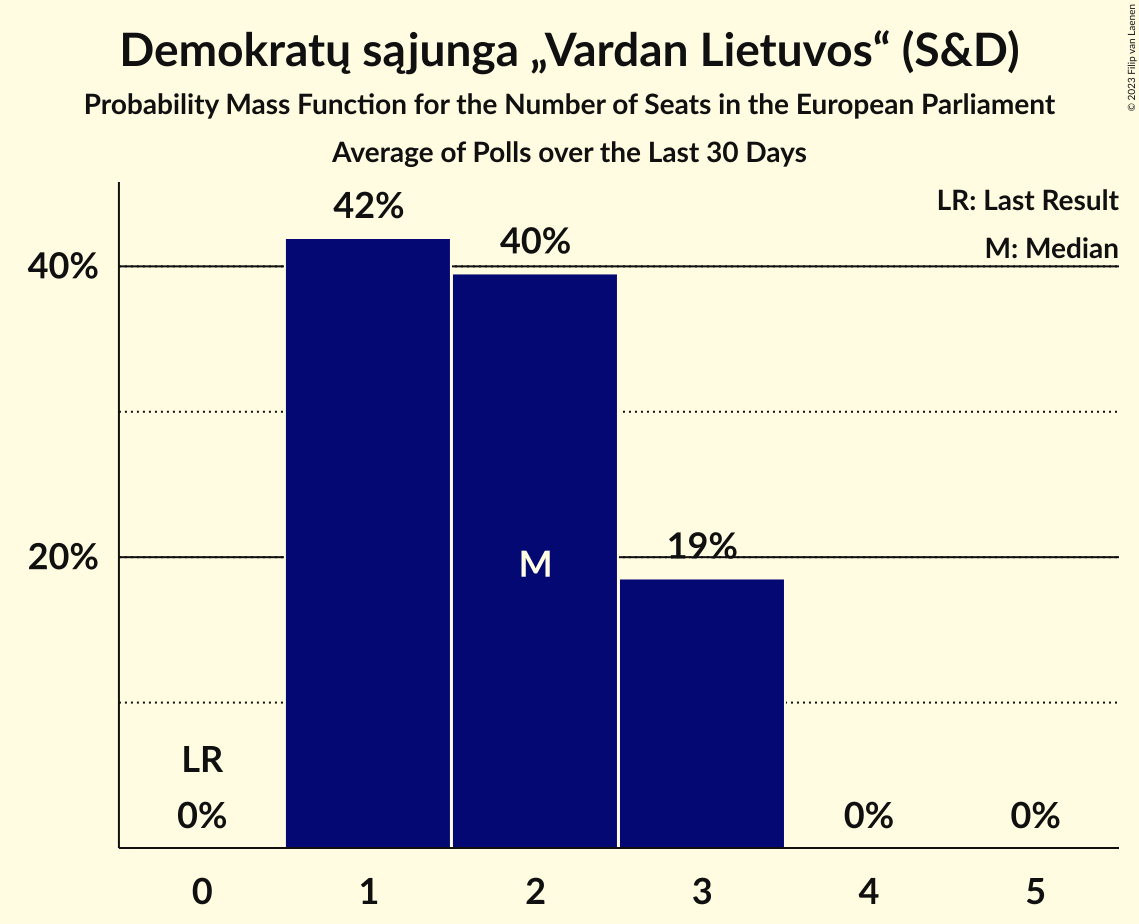 Demokratų sąjunga „Vardan Lietuvos“ (S&D)
Probability Mass Function for the Number of Seats in the European Parliament
Average of Polls over the Last 30 Days
© 2023 Filip van Laenen
LR: Last Result
M: Median
42%
40%
40%
20%
19%
M
LR
0%
0%
0%
0 1 2 3 4 5